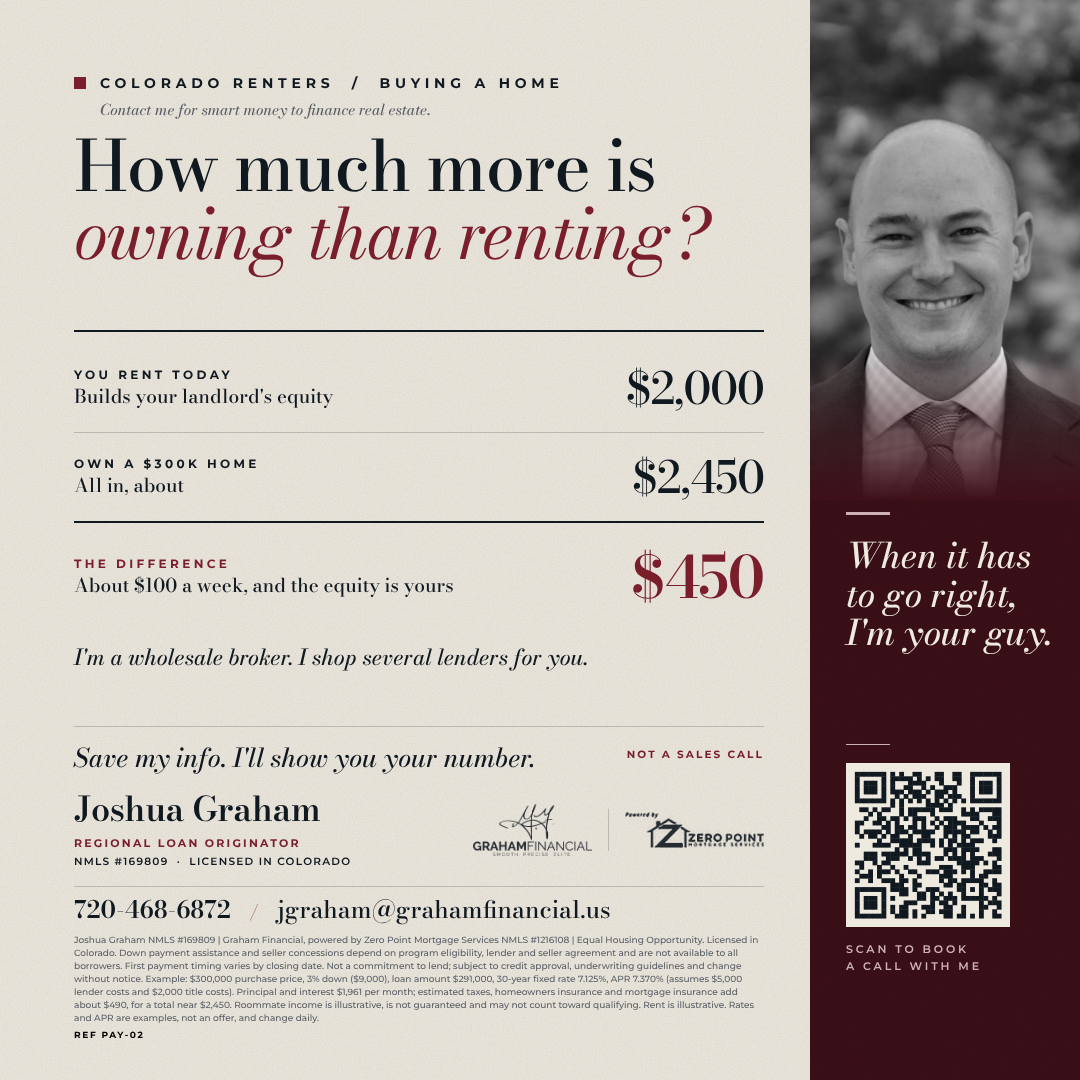 COLORADO RENTERS / BUYING A HOME
Contact me for smart money to finance real estate.
How much more is
owning than renting?
YOU RENT TODAY
Builds your landlord's equity
$2,000
OWN A $300K HOME
All in, about
$2,450
THE DIFFERENCE
About $100 a week, and the equity is yours
$450
I'm a wholesale broker. I shop several lenders for you.
Save my info. I'll show you your number.
NOT A SALES CALL
Joshua Graham
REGIONAL LOAN ORIGINATOR
NMLS #169809 · LICENSED IN COLORADO
GRAHAMFINANCIAL
SMOOTH. PRECISE. ELITE.
Powered by
ZERO POINT
MORTGAGE SERVICES
720-468-6872 / jgraham@grahamfinancial.us
Joshua Graham NMLS #169809 | Graham Financial, powered by Zero Point Mortgage Services NMLS #1216108 | Equal Housing Opportunity. Licensed in
Colorado. Down payment assistance and seller concessions depend on program eligibility, lender and seller agreement and are not available to all
borrowers. First payment timing varies by closing date. Not a commitment to lend; subject to credit approval, underwriting guidelines and change
without notice. Example: $300,000 purchase price, 3% down ($9,000), loan amount $291,000, 30-year fixed rate 7.125%, APR 7.370% (assumes $5,000
lender costs and $2,000 title costs). Principal and interest $1,961 per month; estimated taxes, homeowners insurance and mortgage insurance add
about $490, for a total near $2,450. Roommate income is illustrative, is not guaranteed and may not count toward qualifying. Rent is illustrative. Rates
and APR are examples, not an offer, and change daily.
REF PAY-02
When it has
to go right,
I'm your guy.
SCAN TO BOOK
A CALL WITH ME